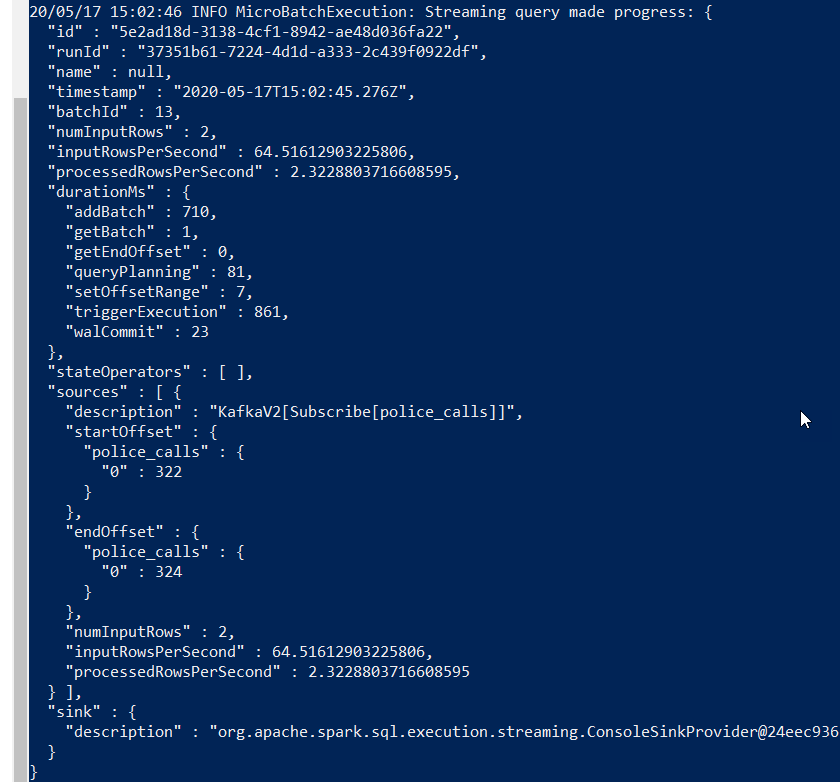 20/05/17 15:02:46 INFO MicroBatchExecution: Streaming query made progress: {
  "id" : "5e2ad18d-3138-4cf1-8942-ae48d036fa22",
  "runId" : "37351b61-7224-4d1d-a333-2c439f0922df",
  "name" : null,
  "timestamp" : "2020-05-17T15:02:45.276Z",
  "batchId" : 13,
  "numInputRows" : 2,
  "inputRowsPerSecond" : 64.51612903225806,
  "processedRowsPerSecond" : 2.3228803716608595,
  "durationMs" : {
    "addBatch" : 710,
    "getBatch" : 1,
    "getEndOffset" : 0,
    "queryPlanning" : 81,
    "setOffsetRange" : 7,
    "triggerExecution" : 861,
    "walCommit" : 23
  },
  "stateOperators" : [ ],
  "sources" : [ {
    "description" : "KafkaV2[Subscribe[police_calls]]",
    "startOffset" : {
      "police_calls" : {
        "0" : 322
      }
    },
    "endOffset" : {
      "police_calls" : {
        "0" : 324
      }
    },
    "numInputRows" : 2,
    "inputRowsPerSecond" : 64.51612903225806,
    "processedRowsPerSecond" : 2.3228803716608595
  } ],
  "sink" : {
    "description" : "org.apache.spark.sql.execution.streaming.ConsoleSinkProvider@24eec936
  }
}